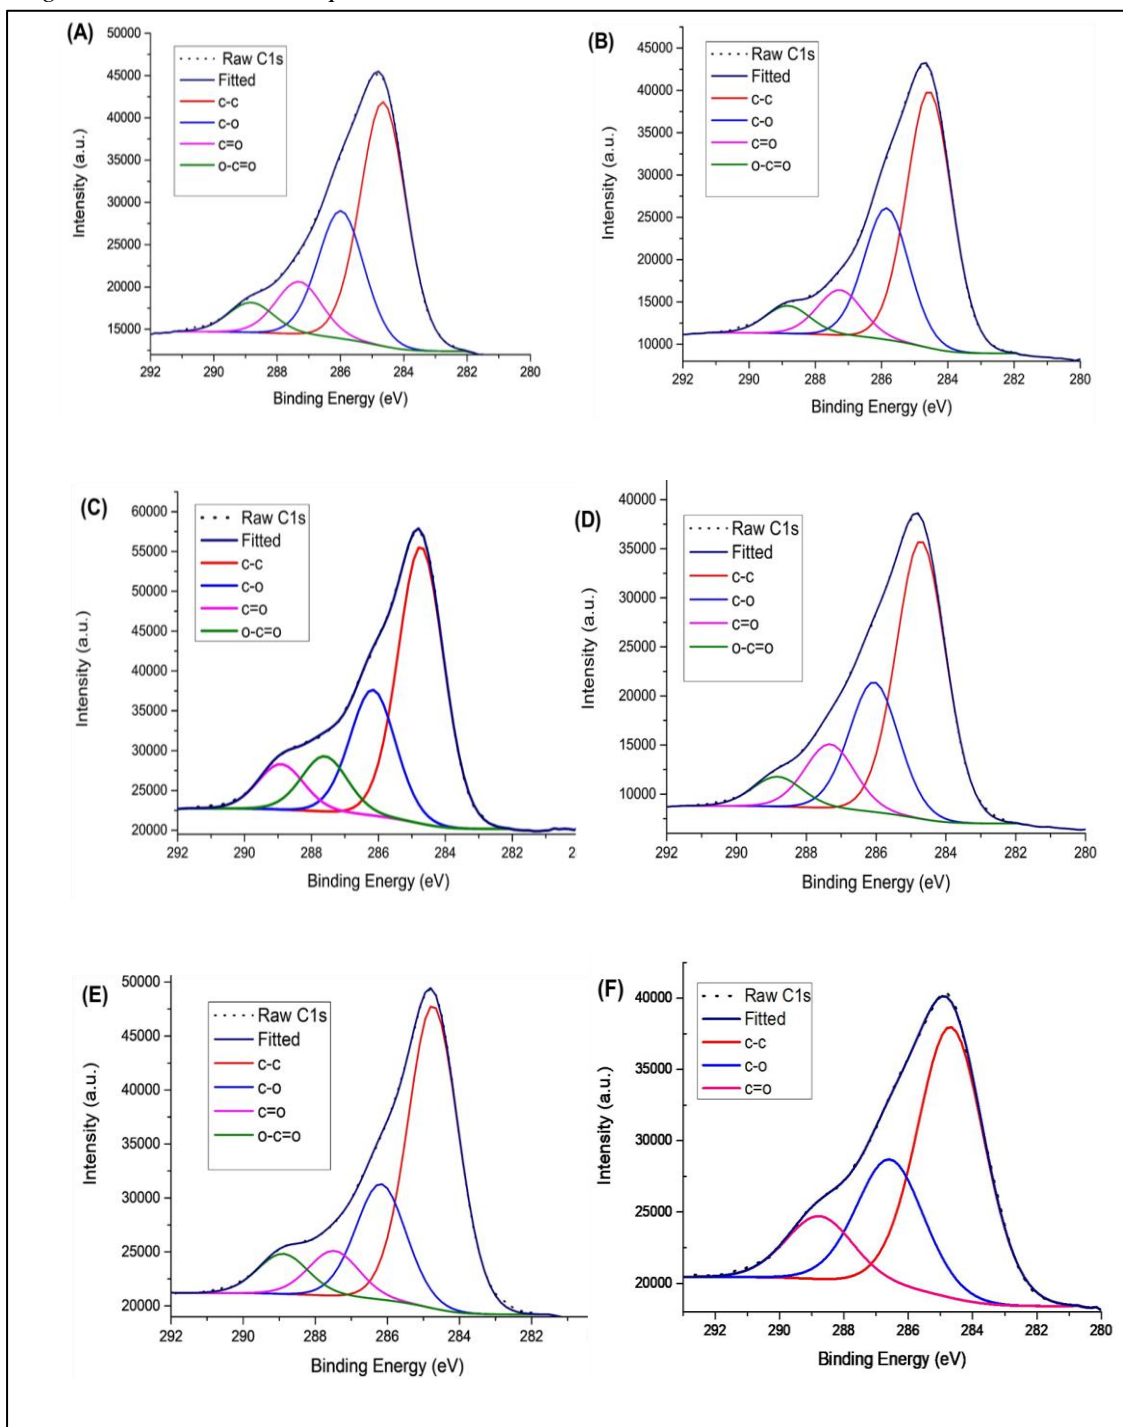 (A)
50000
45000
40000
35000
30000
25000
20000
15000
Intensity (a.u.)
Raw C1s
Fitted
c-c
c-o
c=o
o-c=o
292 290 288 286 284 282 280
Binding Energy (eV)
(B)
45000
40000
35000
30000
25000
20000
15000
10000
Intensity (a.u.)
Raw C1s
Fitted
c-c
c-o
c=o
o-c=o
292 290 288 286 284 282 280
Binding Energy (eV)
(C)
60000
55000
50000
45000
40000
35000
30000
25000
20000
Intensity (a.u.)
Raw C1s
Fitted
c-c
c-o
c=o
o-c=o
292 290 288 286 284 282 2
Binding Energy (eV)
(D)
40000
35000
30000
25000
20000
15000
10000
Intensity (a.u.)
Raw C1s
Fitted
c-c
c-o
c=o
o-c=o
292 290 288 286 284 282 280
Binding Energy (eV)
(E)
50000
45000
40000
35000
30000
25000
20000
Intensity (a.u.)
Raw C1s
Fitted
c-c
c-o
c=o
o-c=o
292 290 288 286 284 282
Binding Energy (eV)
(F)
40000
35000
30000
25000
20000
Intensity (a.u.)
Raw C1s
Fitted
c-c
c-o
c=o
292 290 288 286 284 282 280
Binding Energy (eV)